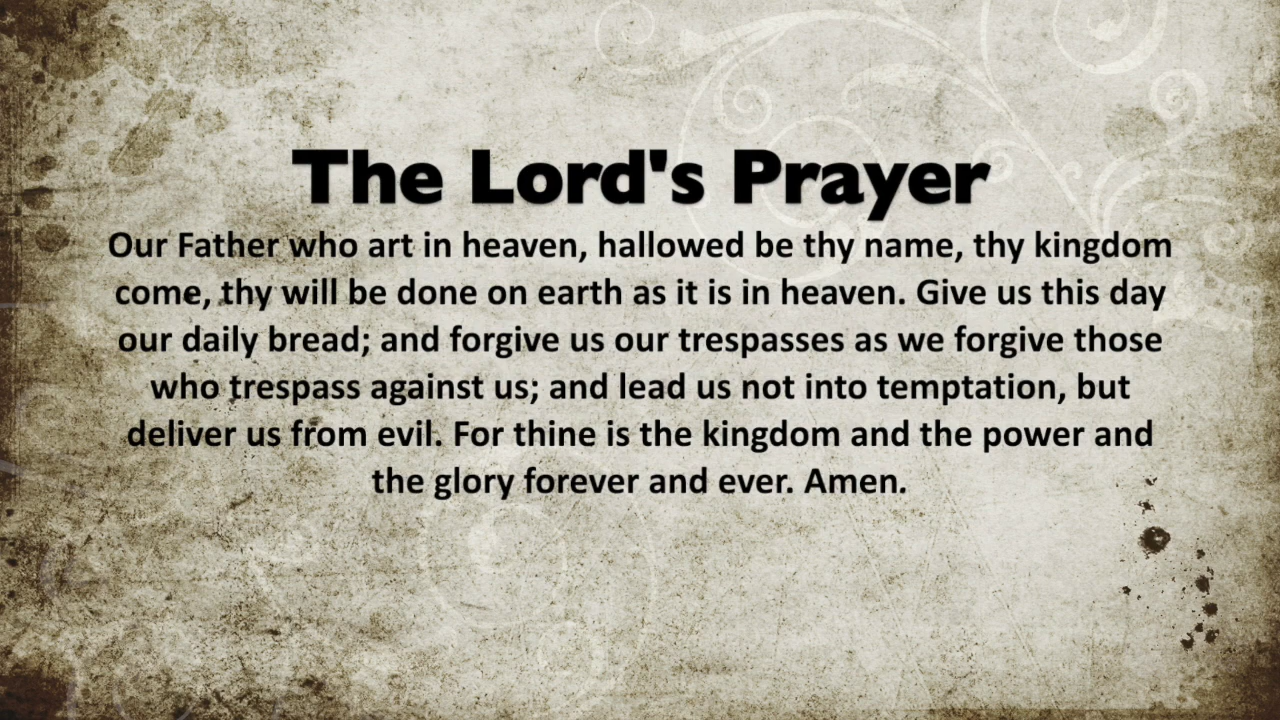 The Lord's Prayer
Our Father who art in heaven, hallowed be thy name, thy kingdom
come, thy will be done on earth as it is in heaven. Give us this day
our daily bread; and forgive us our trespasses as we forgive those
who trespass against us; and lead us not into temptation, but
deliver us from evil. For thine is the kingdom and the power and
the glory forever and ever. Amen.